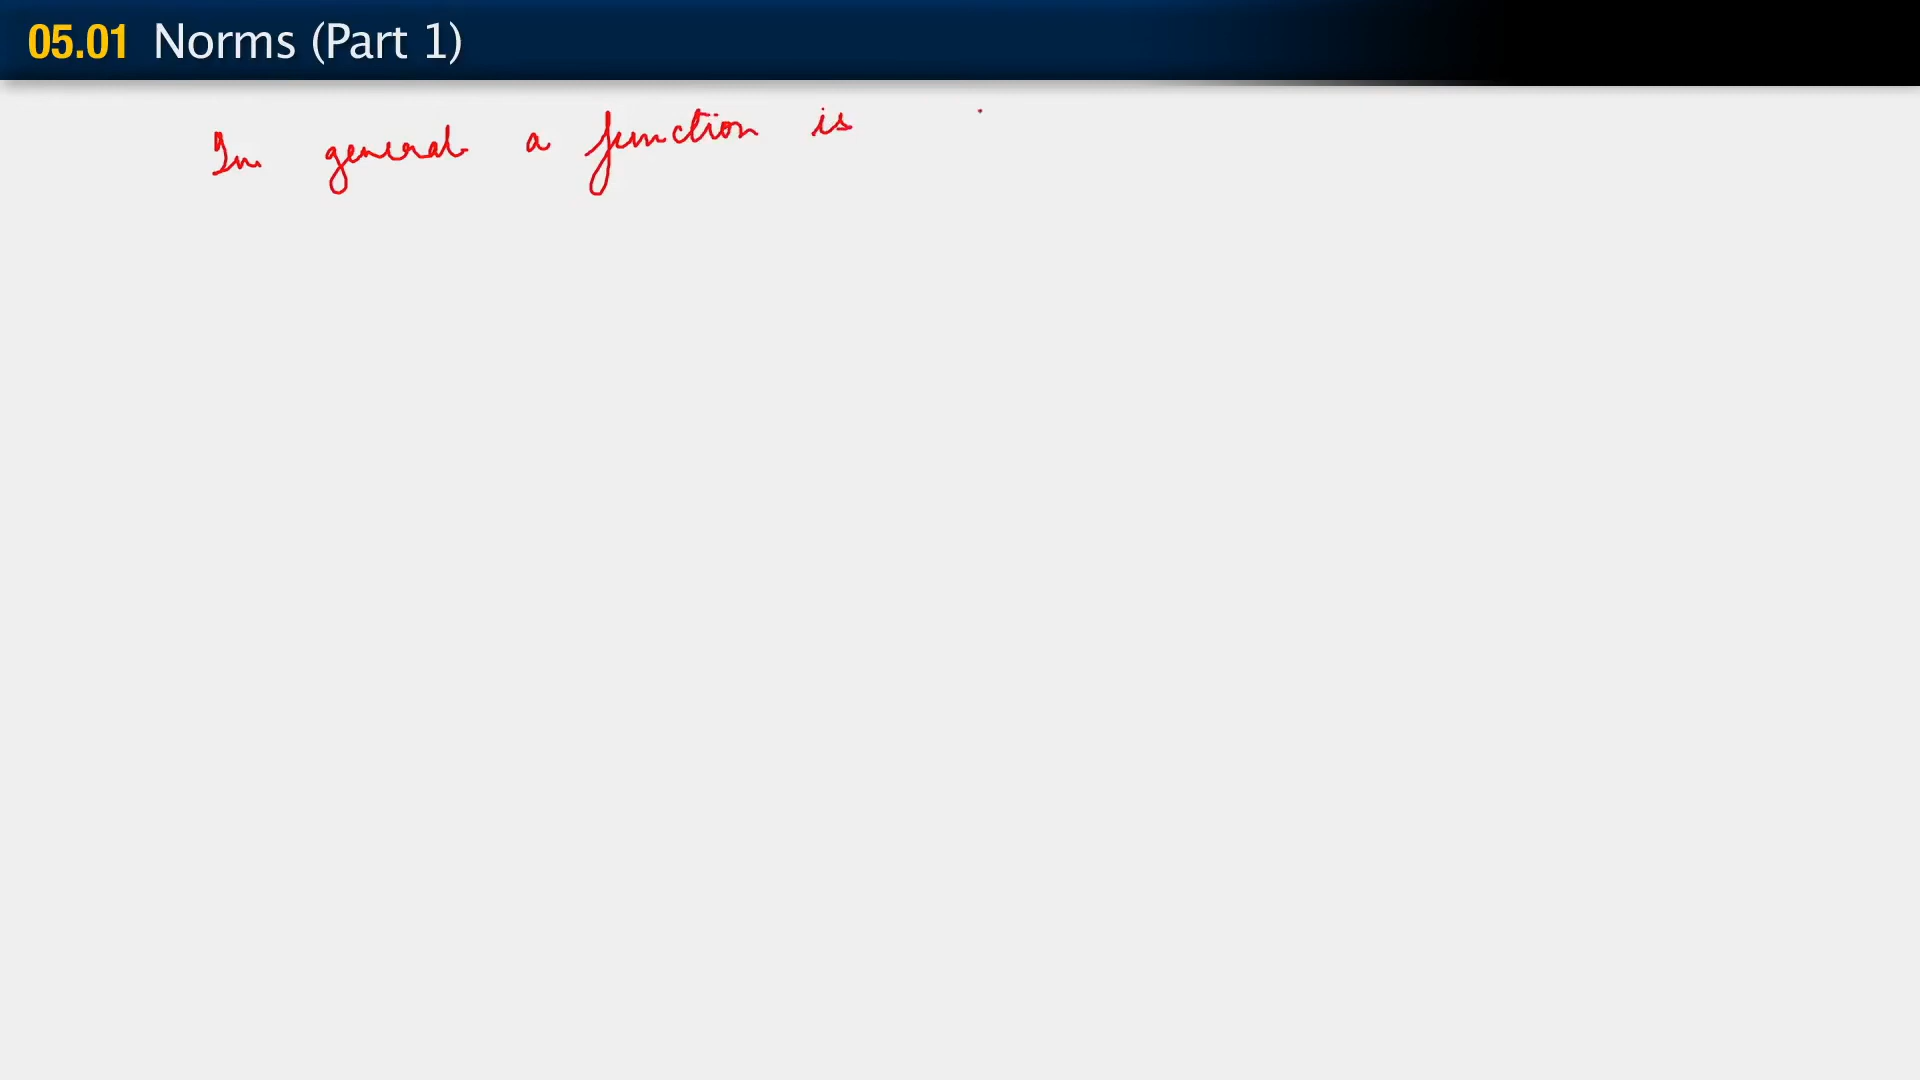 05.01 Norms (Part 1)
In general a function is